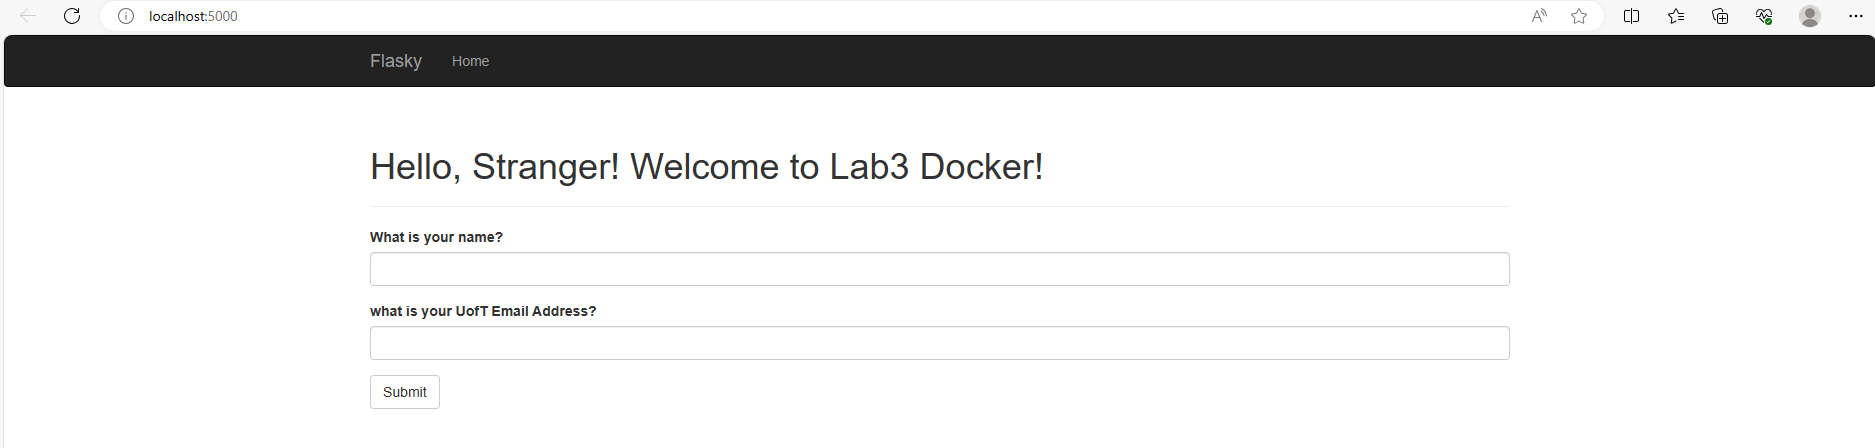 localhost:5000
Flasky Home
Hello, Stranger! Welcome to Lab3 Docker!
What is your name?
what is your UofT Email Address?
Submit